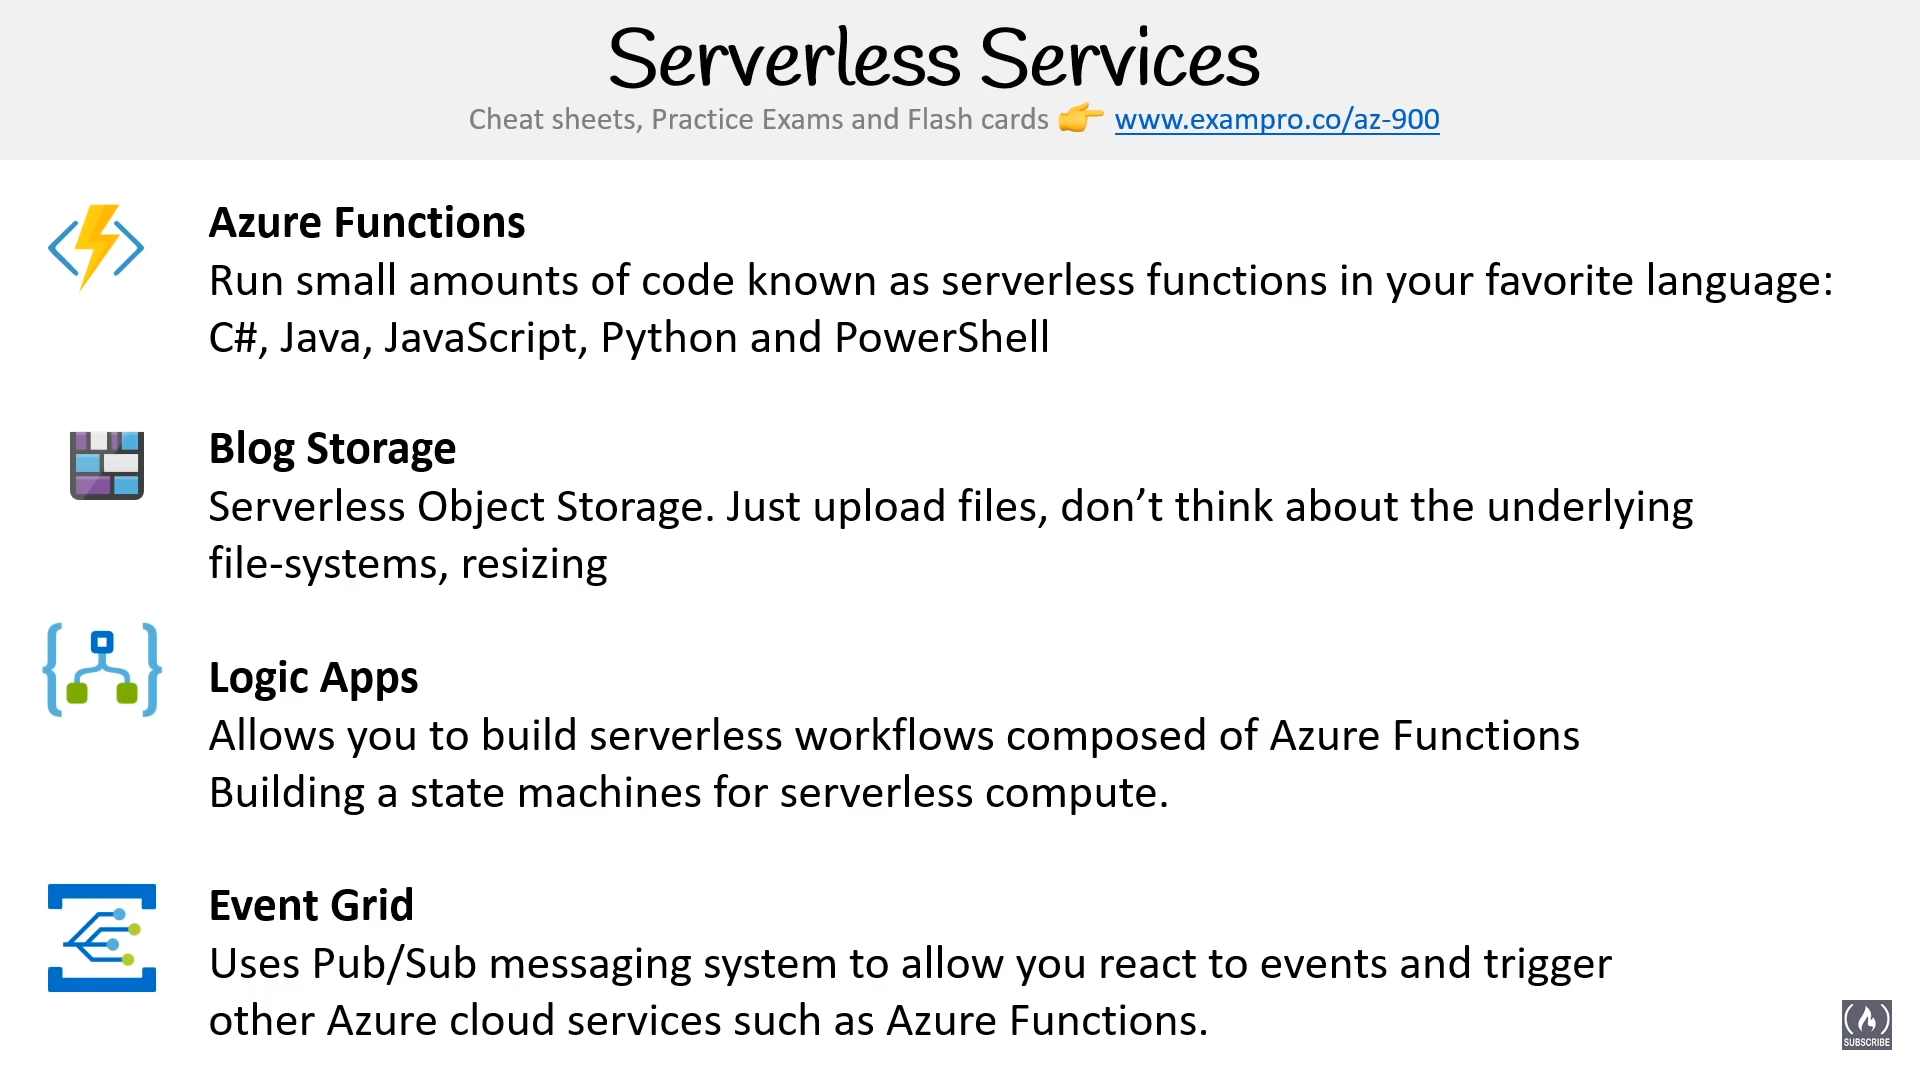 Serverless Services
Cheat sheets, Practice Exams and Flash cards 👉 www.exampro.co/az-900
Azure Functions
Run small amounts of code known as serverless functions in your favorite language:
C#, Java, JavaScript, Python and PowerShell
Blog Storage
Serverless Object Storage. Just upload files, don’t think about the underlying
file-systems, resizing
Logic Apps
Allows you to build serverless workflows composed of Azure Functions
Building a state machines for serverless compute.
Event Grid
Uses Pub/Sub messaging system to allow you react to events and trigger
other Azure cloud services such as Azure Functions.
SUBSCRIBE